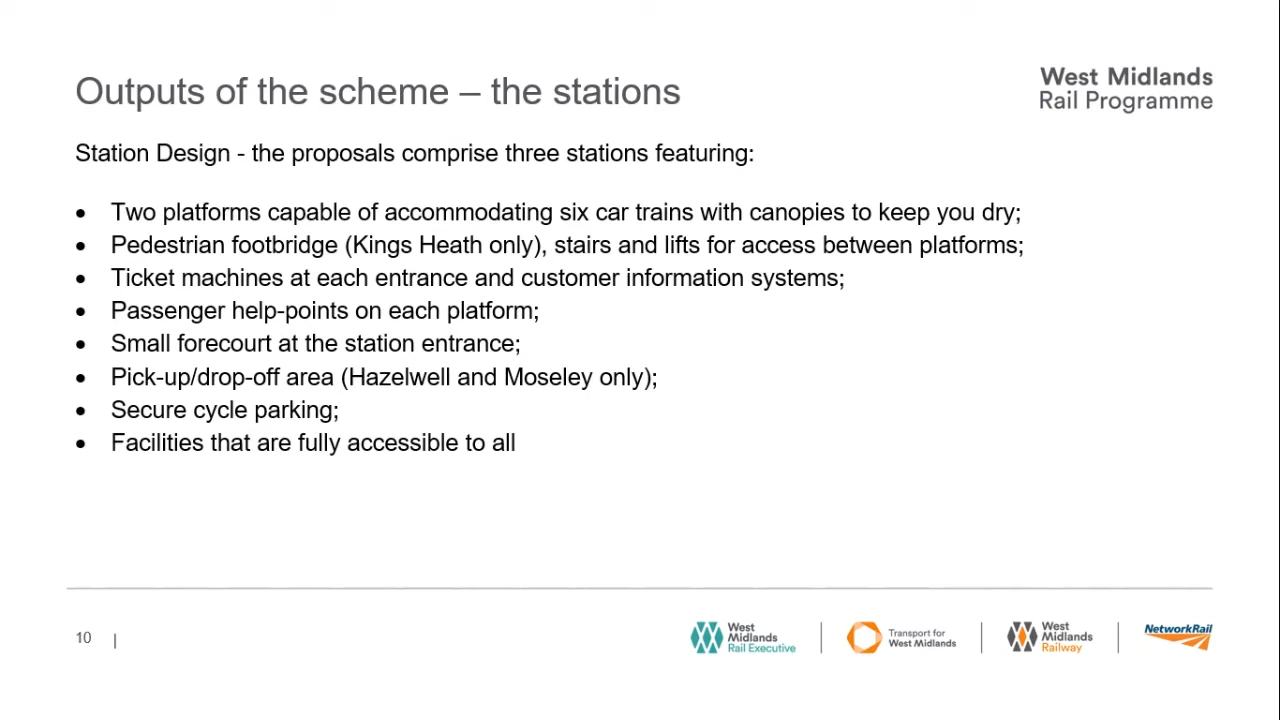 Outputs of the scheme – the stations
West Midlands
Rail Programme
Station Design - the proposals comprise three stations featuring:
• Two platforms capable of accommodating six car trains with canopies to keep you dry;
• Pedestrian footbridge (Kings Heath only), stairs and lifts for access between platforms;
• Ticket machines at each entrance and customer information systems;
• Passenger help-points on each platform;
• Small forecourt at the station entrance;
• Pick-up/drop-off area (Hazelwell and Moseley only);
• Secure cycle parking;
• Facilities that are fully accessible to all
10 |
West
Midlands
Rail Executive
Transport for
West Midlands
West
Midlands
Railway
NetworkRail